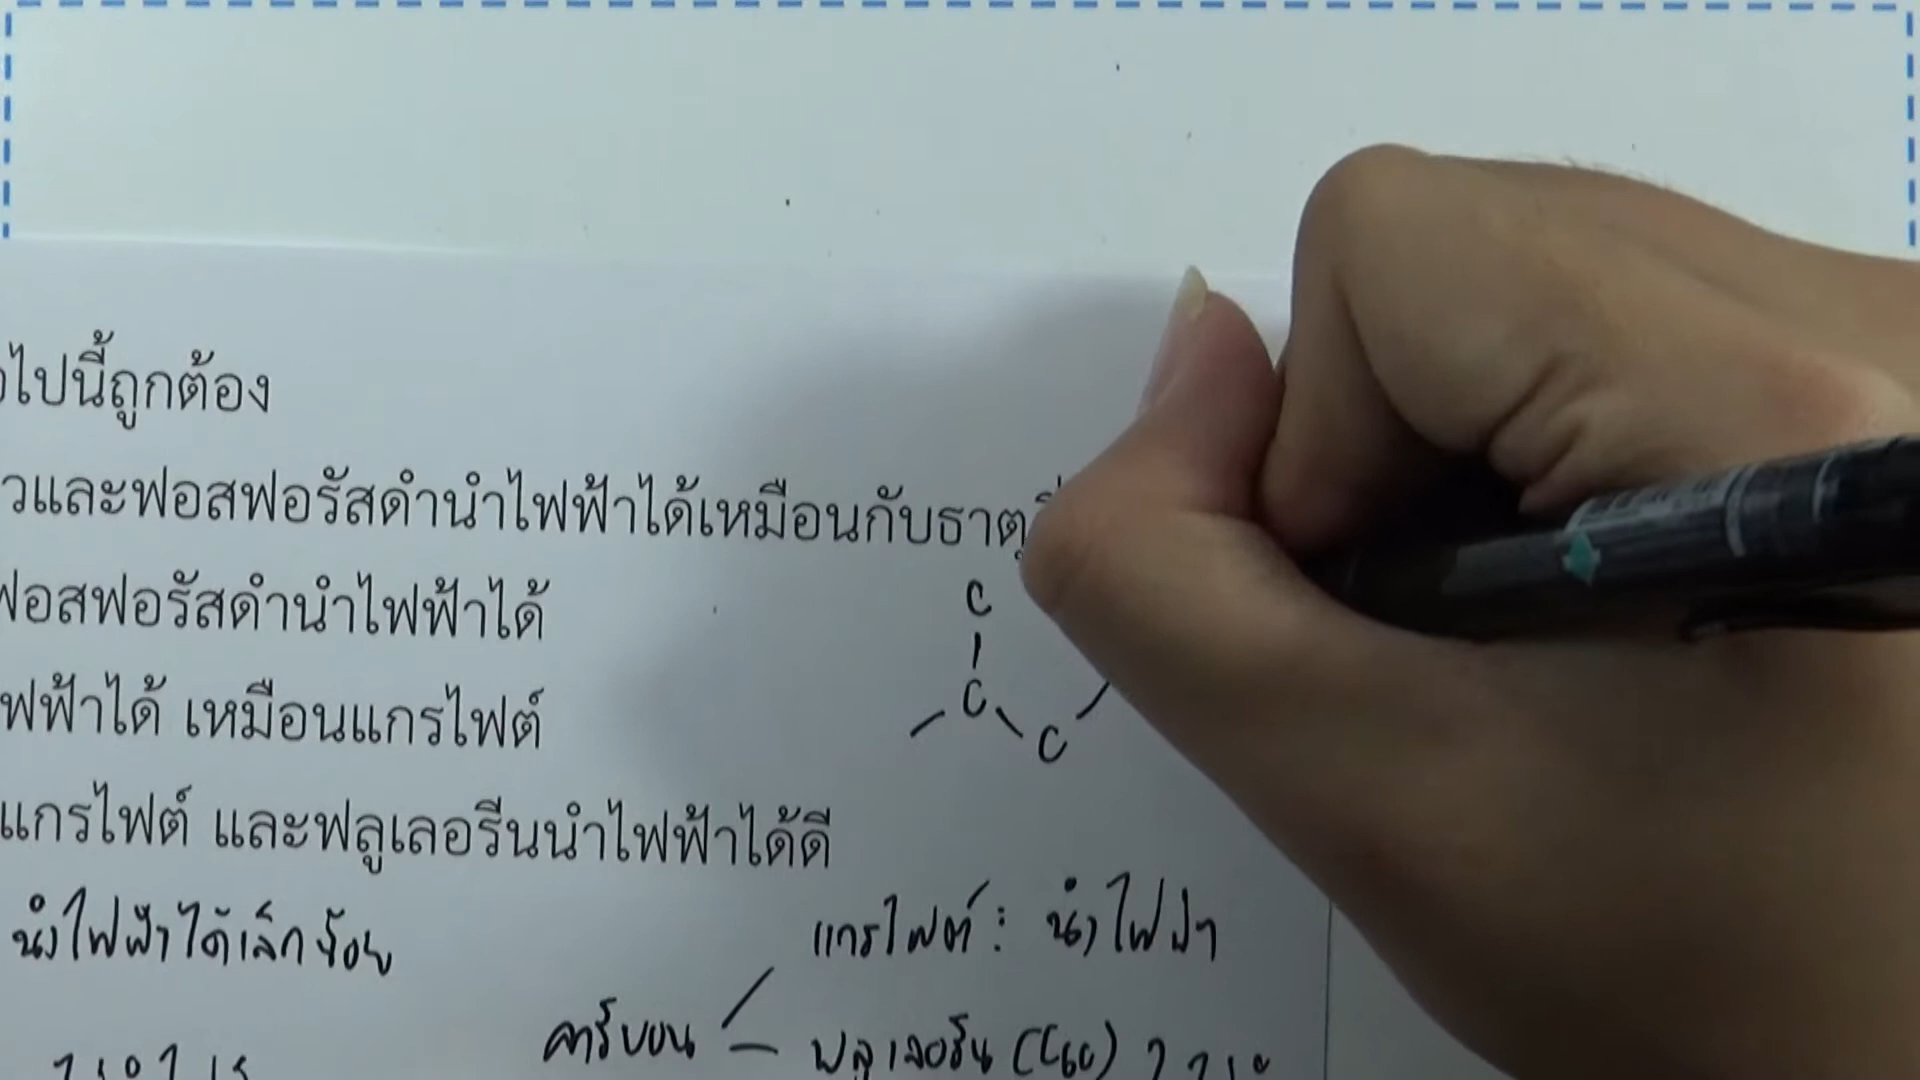 ไปนี้ถูกต้อง
วและฟอสฟอรัสดำนำไฟฟ้าได้เหมือนกับธาตุ
ฟอสฟอรัสดำนำไฟฟ้าได้
ฟฟ้าได้ เหมือนแกรไฟต์
แกรไฟต์ และฟลูเลอรีนนำไฟฟ้าได้ดี
C
C
C
นำไฟฟ้าได้เล็กน้อย
แกรไฟต์ : นำไฟฟ้า
คาร์บอน
ฟลูเลอรีน (C60)